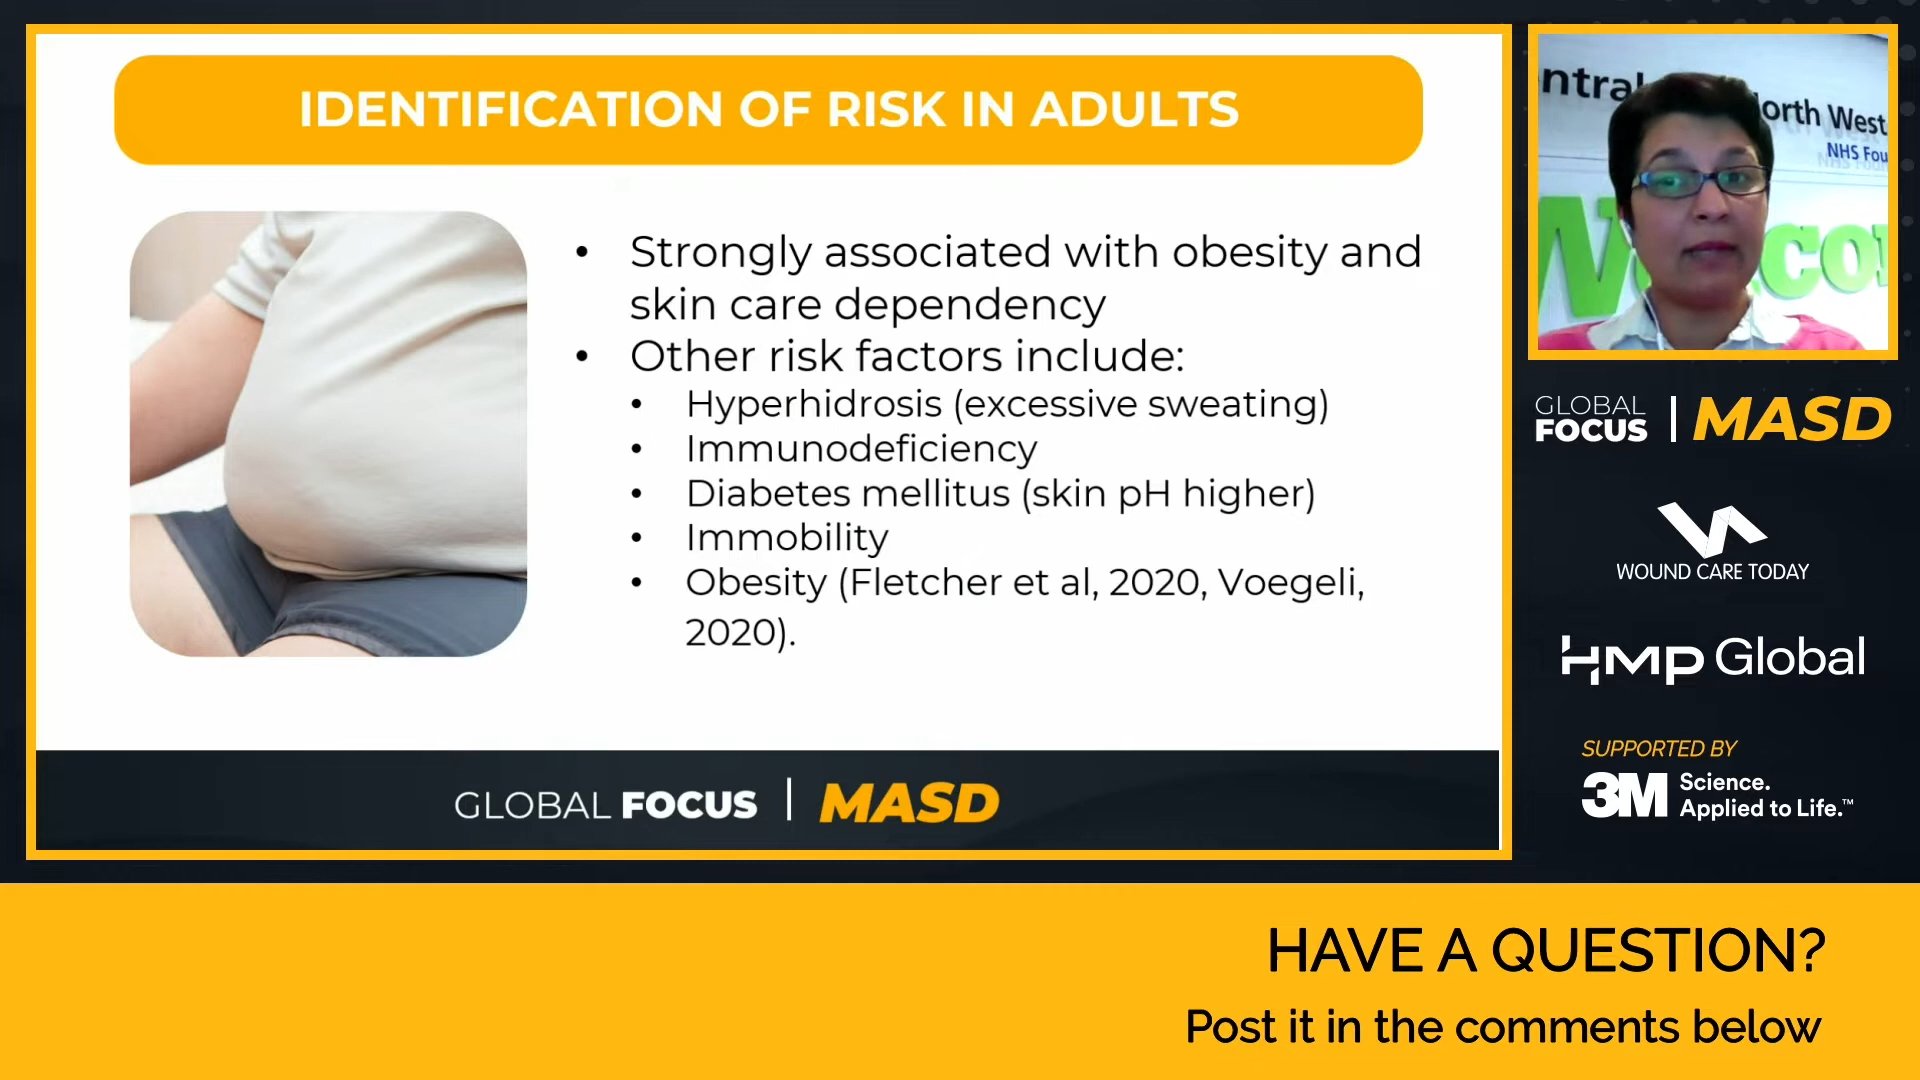 IDENTIFICATION OF RISK IN ADULTS
• Strongly associated with obesity and
skin care dependency
• Other risk factors include:
• Hyperhidrosis (excessive sweating)
• Immunodeficiency
• Diabetes mellitus (skin pH higher)
• Immobility
• Obesity (Fletcher et al, 2020, Voegeli,
2020).
GLOBAL FOCUS | MASD
ntral
orth West
NHS Fou
GLOBAL
FOCUS | MASD
WOUND CARE TODAY
HMP Global
SUPPORTED BY
3M Science.
Applied to Life.™
HAVE A QUESTION?
Post it in the comments below